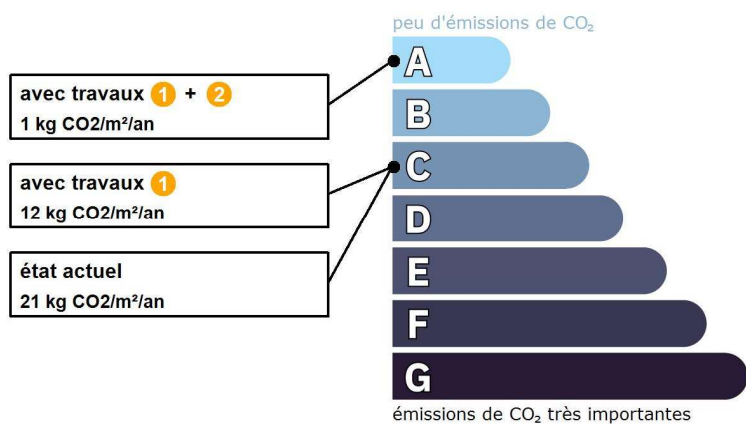 peu d'émissions de CO₂
A
avec travaux 1 + 2
1 kg CO2/m²/an
B
C
avec travaux 1
12 kg CO2/m²/an
D
état actuel
21 kg CO2/m²/an
E
F
G
émissions de CO₂ très importantes